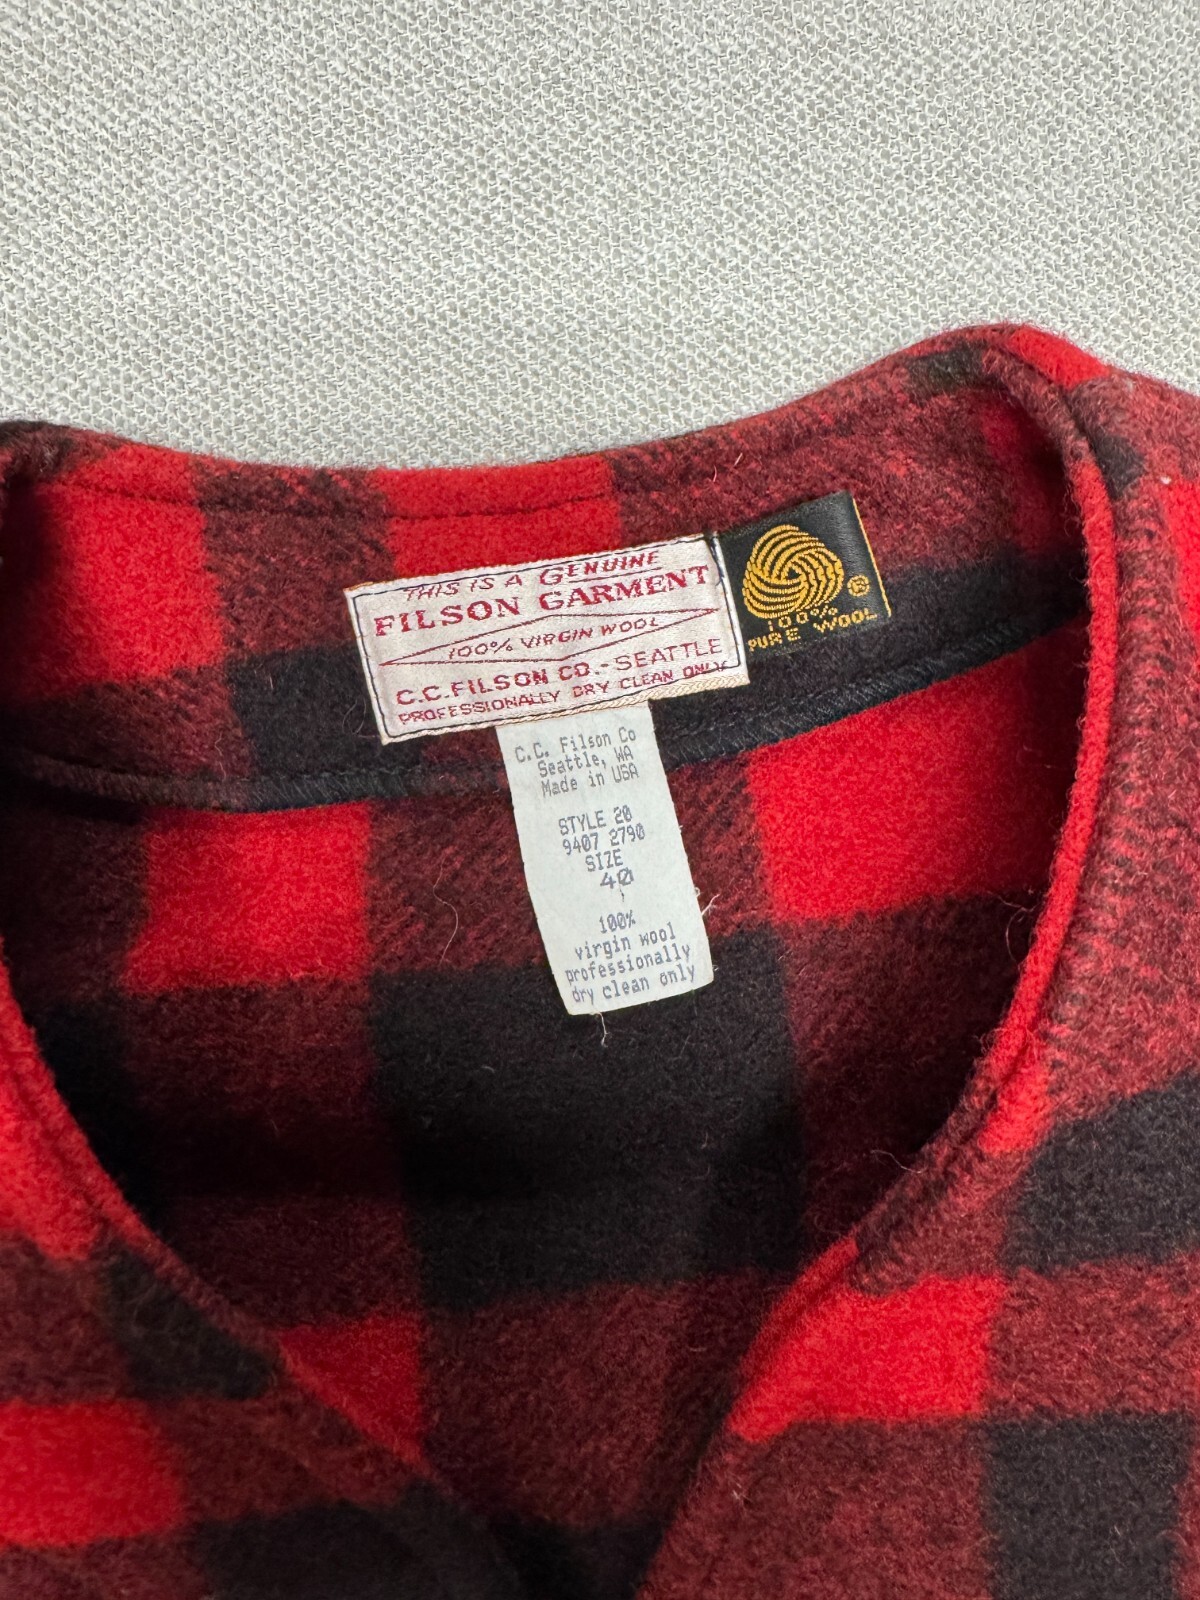 THIS IS A GENUINE
FILSON GARMENT
100% VIRGIN WOOL
C.C. FILSON CO. - SEATTLE
PROFESSIONALLY DRY CLEAN ONLY
®
100%
PURE WOOL
C.C. Filson Co
Seattle, WA
Made in USA
STYLE 20
9407 2790
SIZE
40
100%
virgin wool
professionally
dry clean only